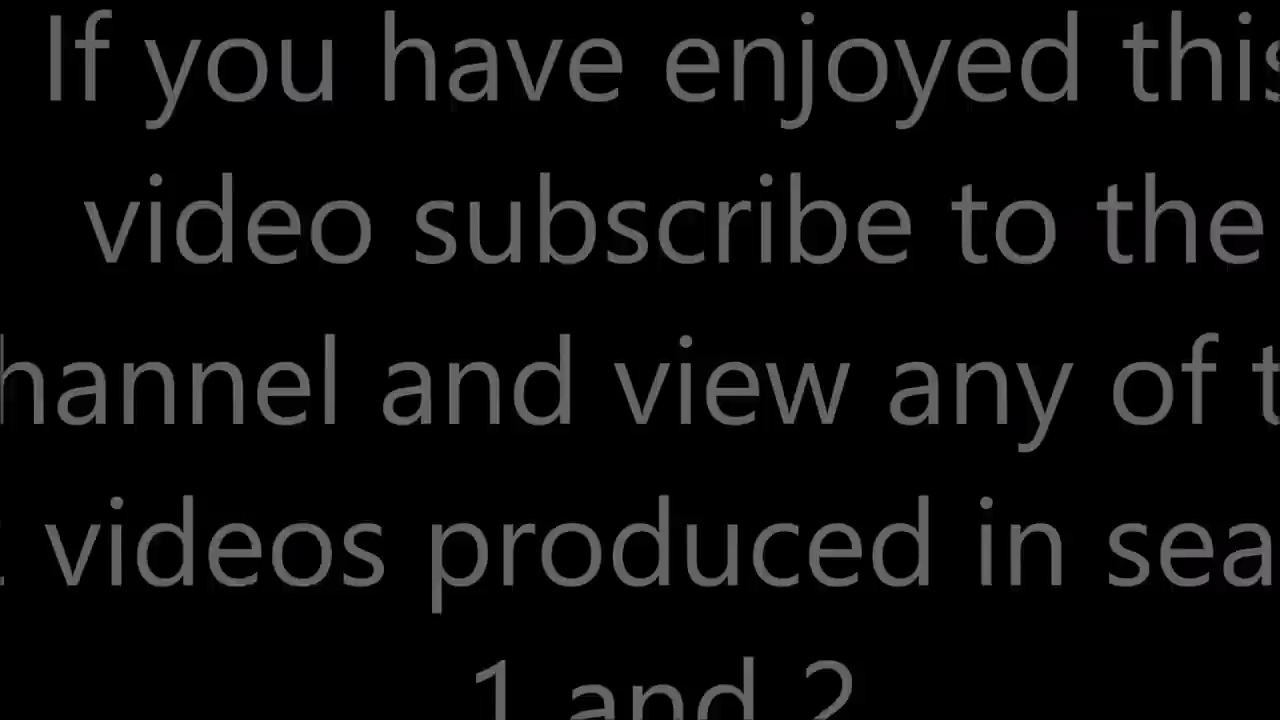 If you have enjoyed this
video subscribe to the
hannel and view any of t
videos produced in sea
1 and 2